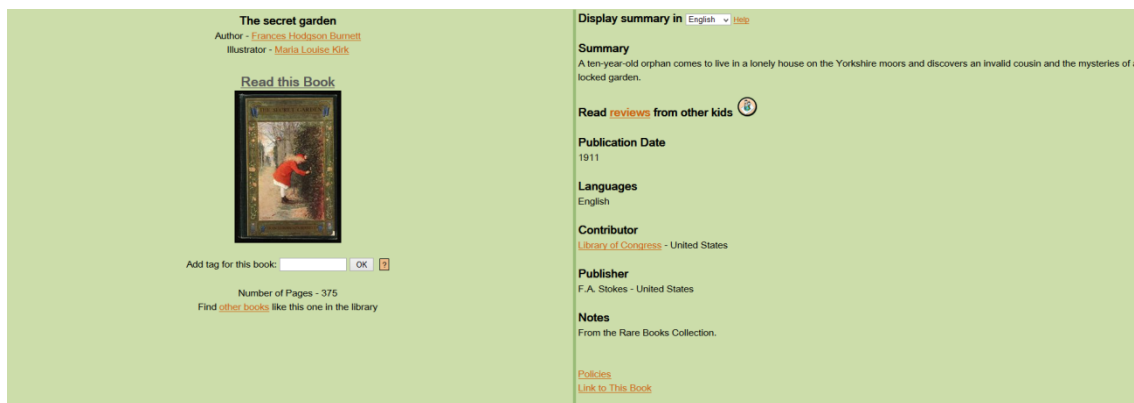 The secret garden
Author - Frances Hodgson Burnett
Illustrator - Maria Louise Kirk
Read this Book
THE SECRET GARDEN
Add tag for this book: OK ?
Number of Pages - 375
Find other books like this one in the library
Display summary in English Help
Summary
A ten-year-old orphan comes to live in a lonely house on the Yorkshire moors and discovers an invalid cousin and the mysteries of a
locked garden.
Read reviews from other kids
Publication Date
1911
Languages
English
Contributor
Library of Congress - United States
Publisher
F.A. Stokes - United States
Notes
From the Rare Books Collection.
Policies
Link to This Book